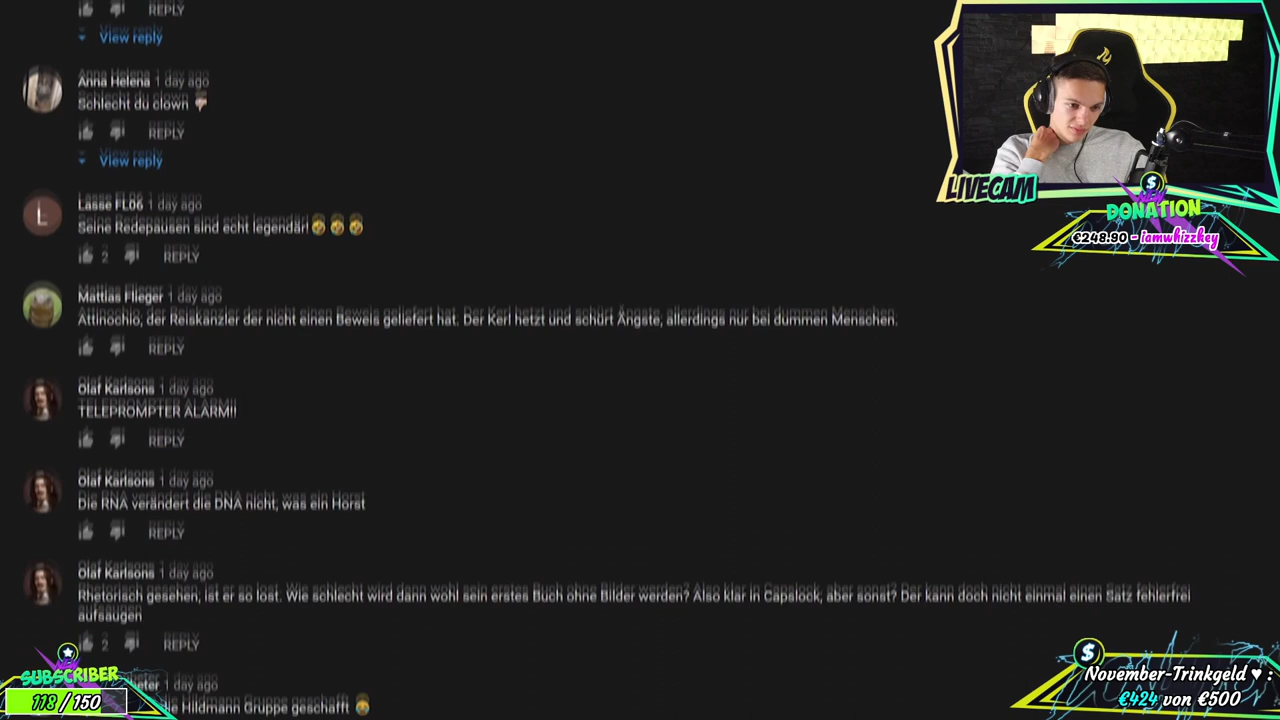 REPLY
View reply
Anna Helena 1 day ago
Schlecht du clown
REPLY
View reply
L
Lasse FL06 1 day ago
Seine Redepausen sind echt legendär!
2 REPLY
Mattias Flieger 1 day ago
Attinochio, der Reiskanzler der nicht einen Beweis geliefert hat. Der Kerl hetzt und schürt Ängste, allerdings nur bei dummen Menschen.
REPLY
Olaf Karlsons 1 day ago
TELEPROMPTER ALARM!!
REPLY
Olaf Karlsons 1 day ago
Die RNA verändert die DNA nicht, was ein Horst
REPLY
Olaf Karlsons 1 day ago
Rhetorisch gesehen, ist er so lost. Wie schlecht wird dann wohl sein erstes Buch ohne Bilder werden? Also klar in Capslock, aber sonst? Der kann doch nicht einmal einen Satz fehlerfrei
aufsaugen
2 REPLY
1 day ago
die Hildmann Gruppe geschafft
LIVECAM
$
NEW
DONATION
€248.90 - iamwhizzkey
NEW
SUBSCRIBER
118 / 150
$
November-Trinkgeld ♥ :
€424 von €500